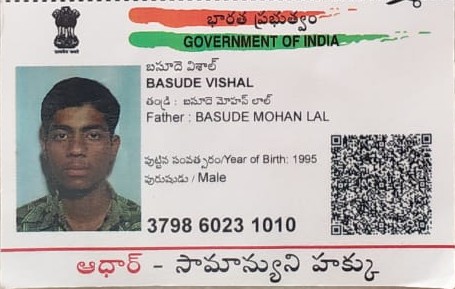 భారత ప్రభుత్వం
GOVERNMENT OF INDIA
బసూదె విశాల్
BASUDE VISHAL
తండ్రి : బసూదె మోహన్ లాల్
Father : BASUDE MOHAN LAL
పుట్టిన సంవత్సరం/Year of Birth: 1995
పురుషుడు / Male
3798 6023 1010
ఆధార్ - సామాన్యుని హక్కు